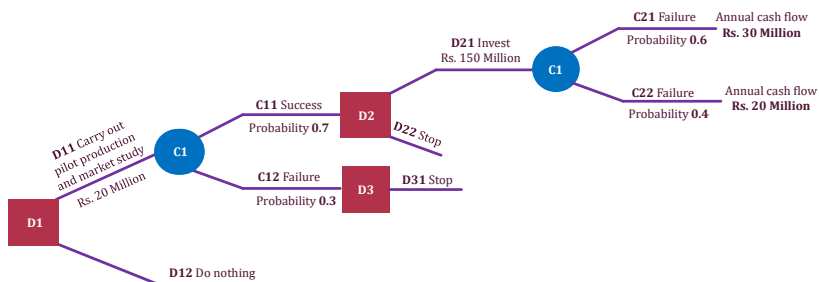 C21 Failure
Probability 0.6
Annual cash flow
Rs. 30 Million
D21 Invest
Rs. 150 Million
C1
C22 Failure
Probability 0.4
Annual cash flow
Rs. 20 Million
C11 Success
Probability 0.7
D2
D22 Stop
D11 Carry out
pilot production
and market study
Rs. 20 Million
C1
C12 Failure
Probability 0.3
D3
D31 Stop
D1
D12 Do nothing